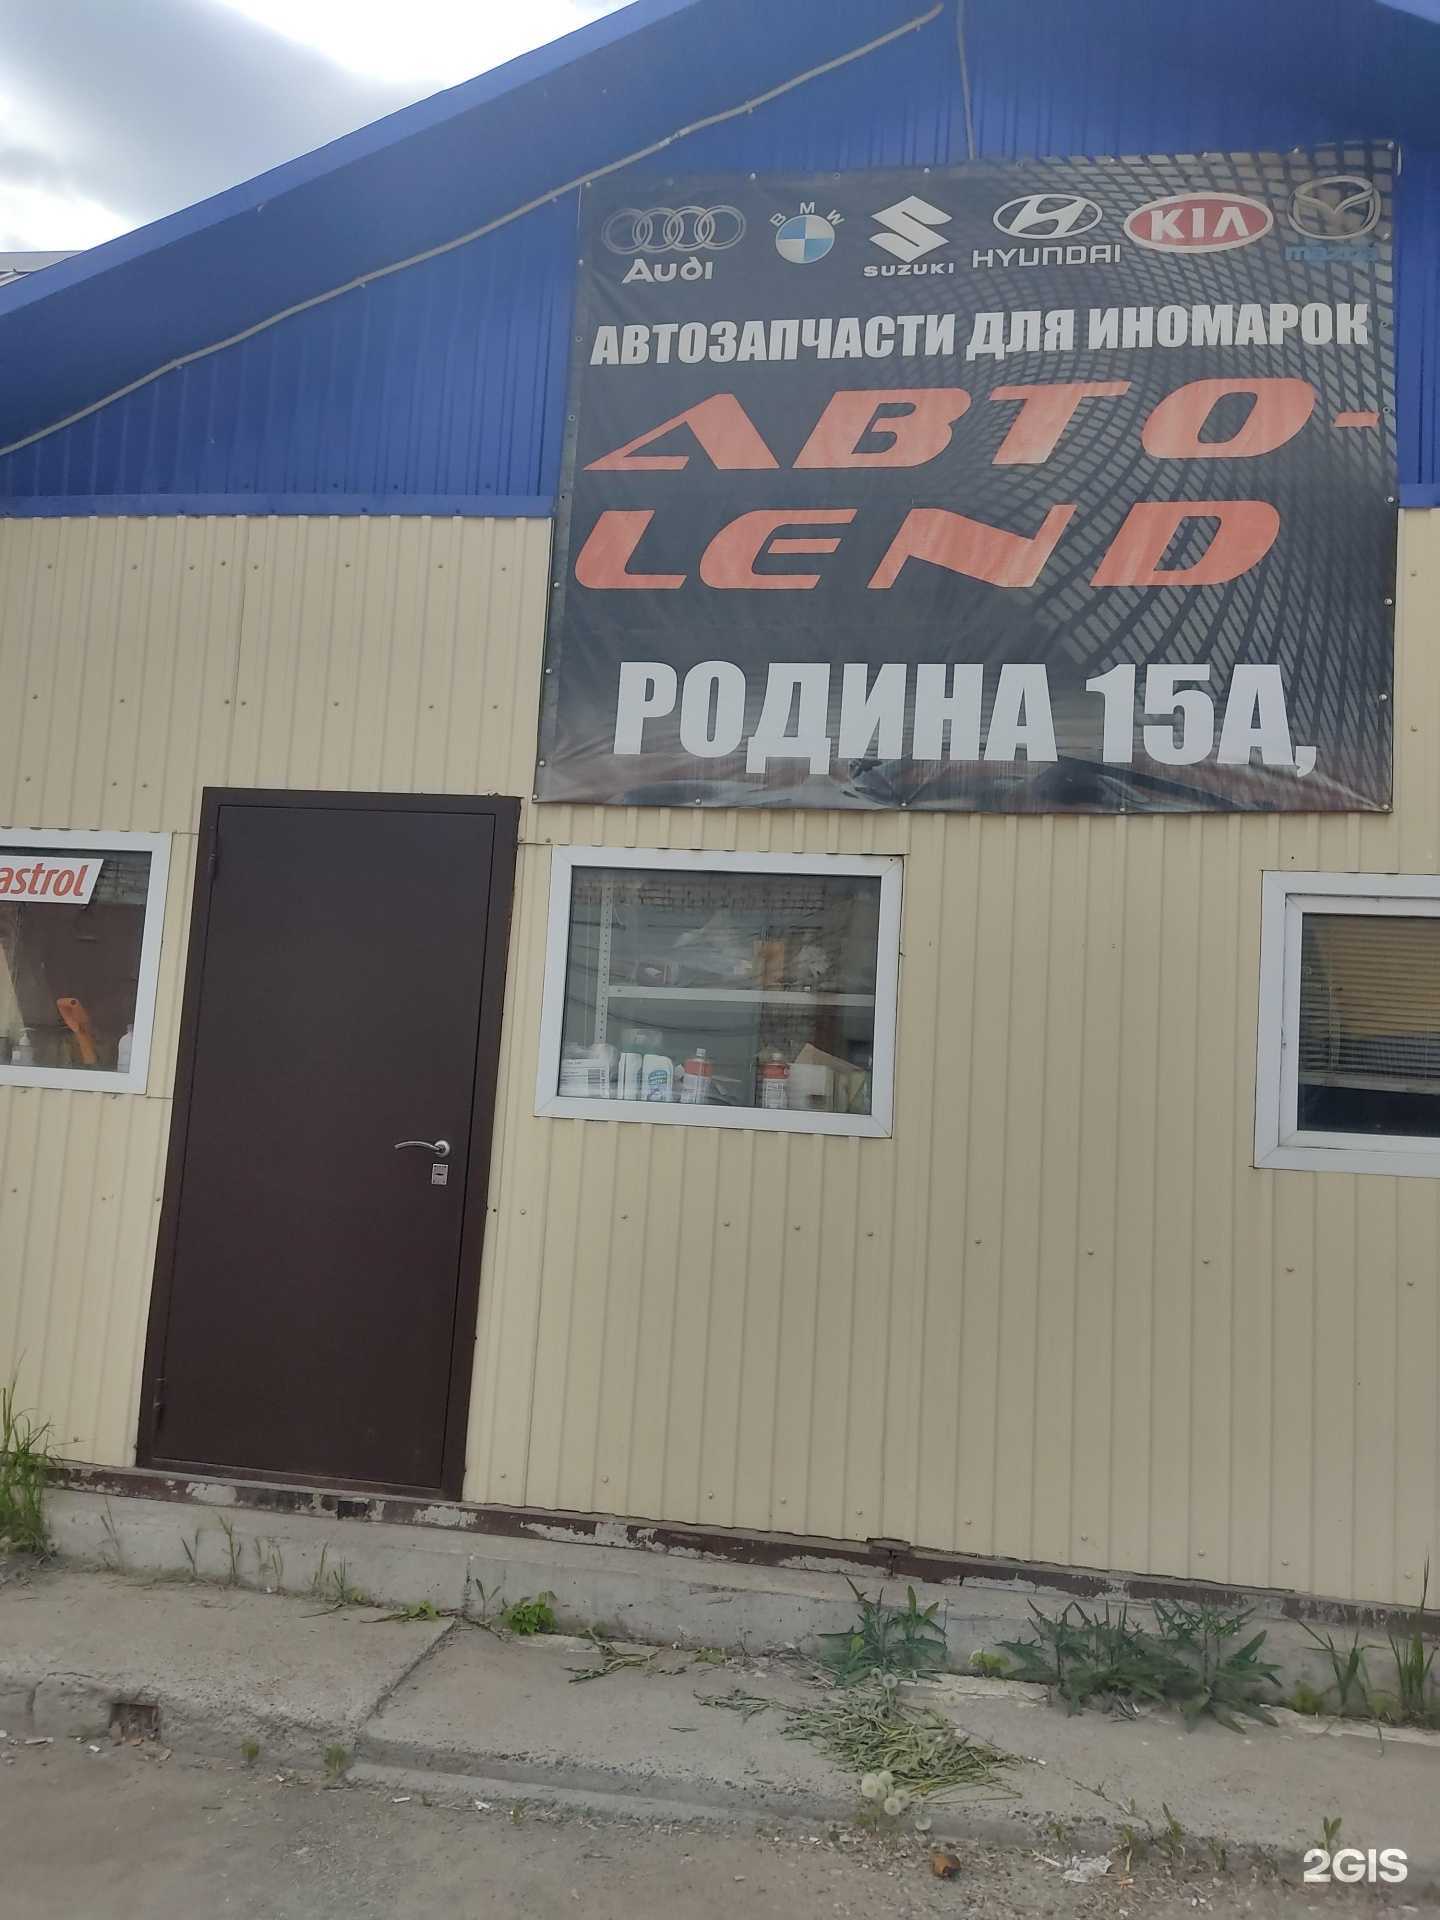 Audi
BMW
SUZUKI
HYUNDAI
KIA
mazda
АВТОЗАПЧАСТИ ДЛЯ ИНОМАРОК
АВТО-
LEND
РОДИНА 15А,
astrol
2GIS